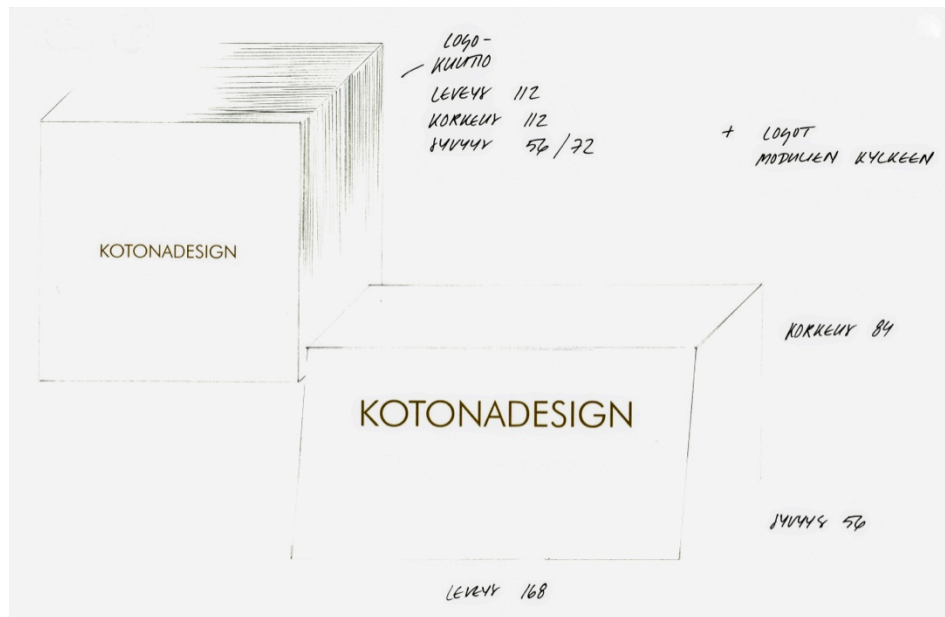 LOGO-
KUUTIO
LEVEYS 112
KORKEUS 112
SYVYYS 56/72
+ LOGOT
MODULIEN KYLKEEN
KOTONADESIGN
KORKEUS 84
KOTONADESIGN
SYVYYS 56
LEVEYS 168